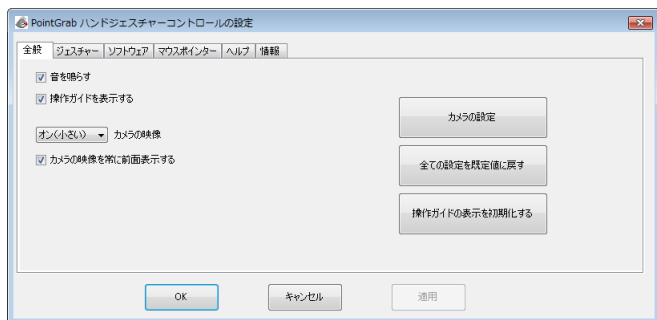 PointGrab ハンドジェスチャーコントロールの設定
全般 ジェスチャー ソフトウェア マウスポインター ヘルプ 情報
音を鳴らす
操作ガイドを表示する
カメラの設定
オン(小さい) カメラの映像
カメラの映像を常に前面表示する
全ての設定を既定値に戻す
操作ガイドの表示を初期化する
OK キャンセル 適用